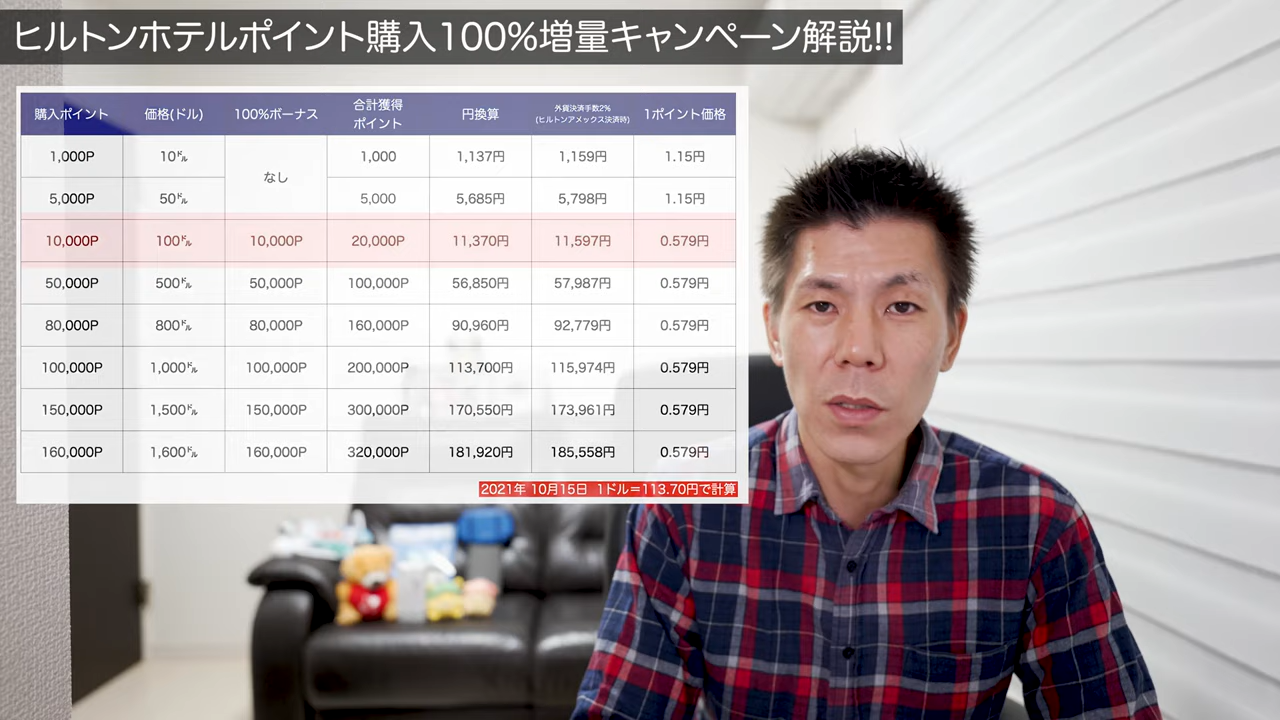 ヒルトンホテルポイント購入100%増量キャンペーン解説!!
購入ポイント 価格(ドル) 100%ボーナス 合計獲得ポイント 円換算 外貨決済手数2%(ヒルトンアメックス決済時) 1ポイント価格
1,000P 10㌦ なし 1,000 1,137円 1,159円 1.15円
5,000P 50㌦ 5,000 5,685円 5,798円 1.15円
10,000P 100㌦ 10,000P 20,000P 11,370円 11,597円 0.579円
50,000P 500㌦ 50,000P 100,000P 56,850円 57,987円 0.579円
80,000P 800㌦ 80,000P 160,000P 90,960円 92,779円 0.579円
100,000P 1,000㌦ 100,000P 200,000P 113,700円 115,974円 0.579円
150,000P 1,500㌦ 150,000P 300,000P 170,550円 173,961円 0.579円
160,000P 1,600㌦ 160,000P 320,000P 181,920円 185,558円 0.579円
2021年 10月15日 1ドル＝113.70円で計算